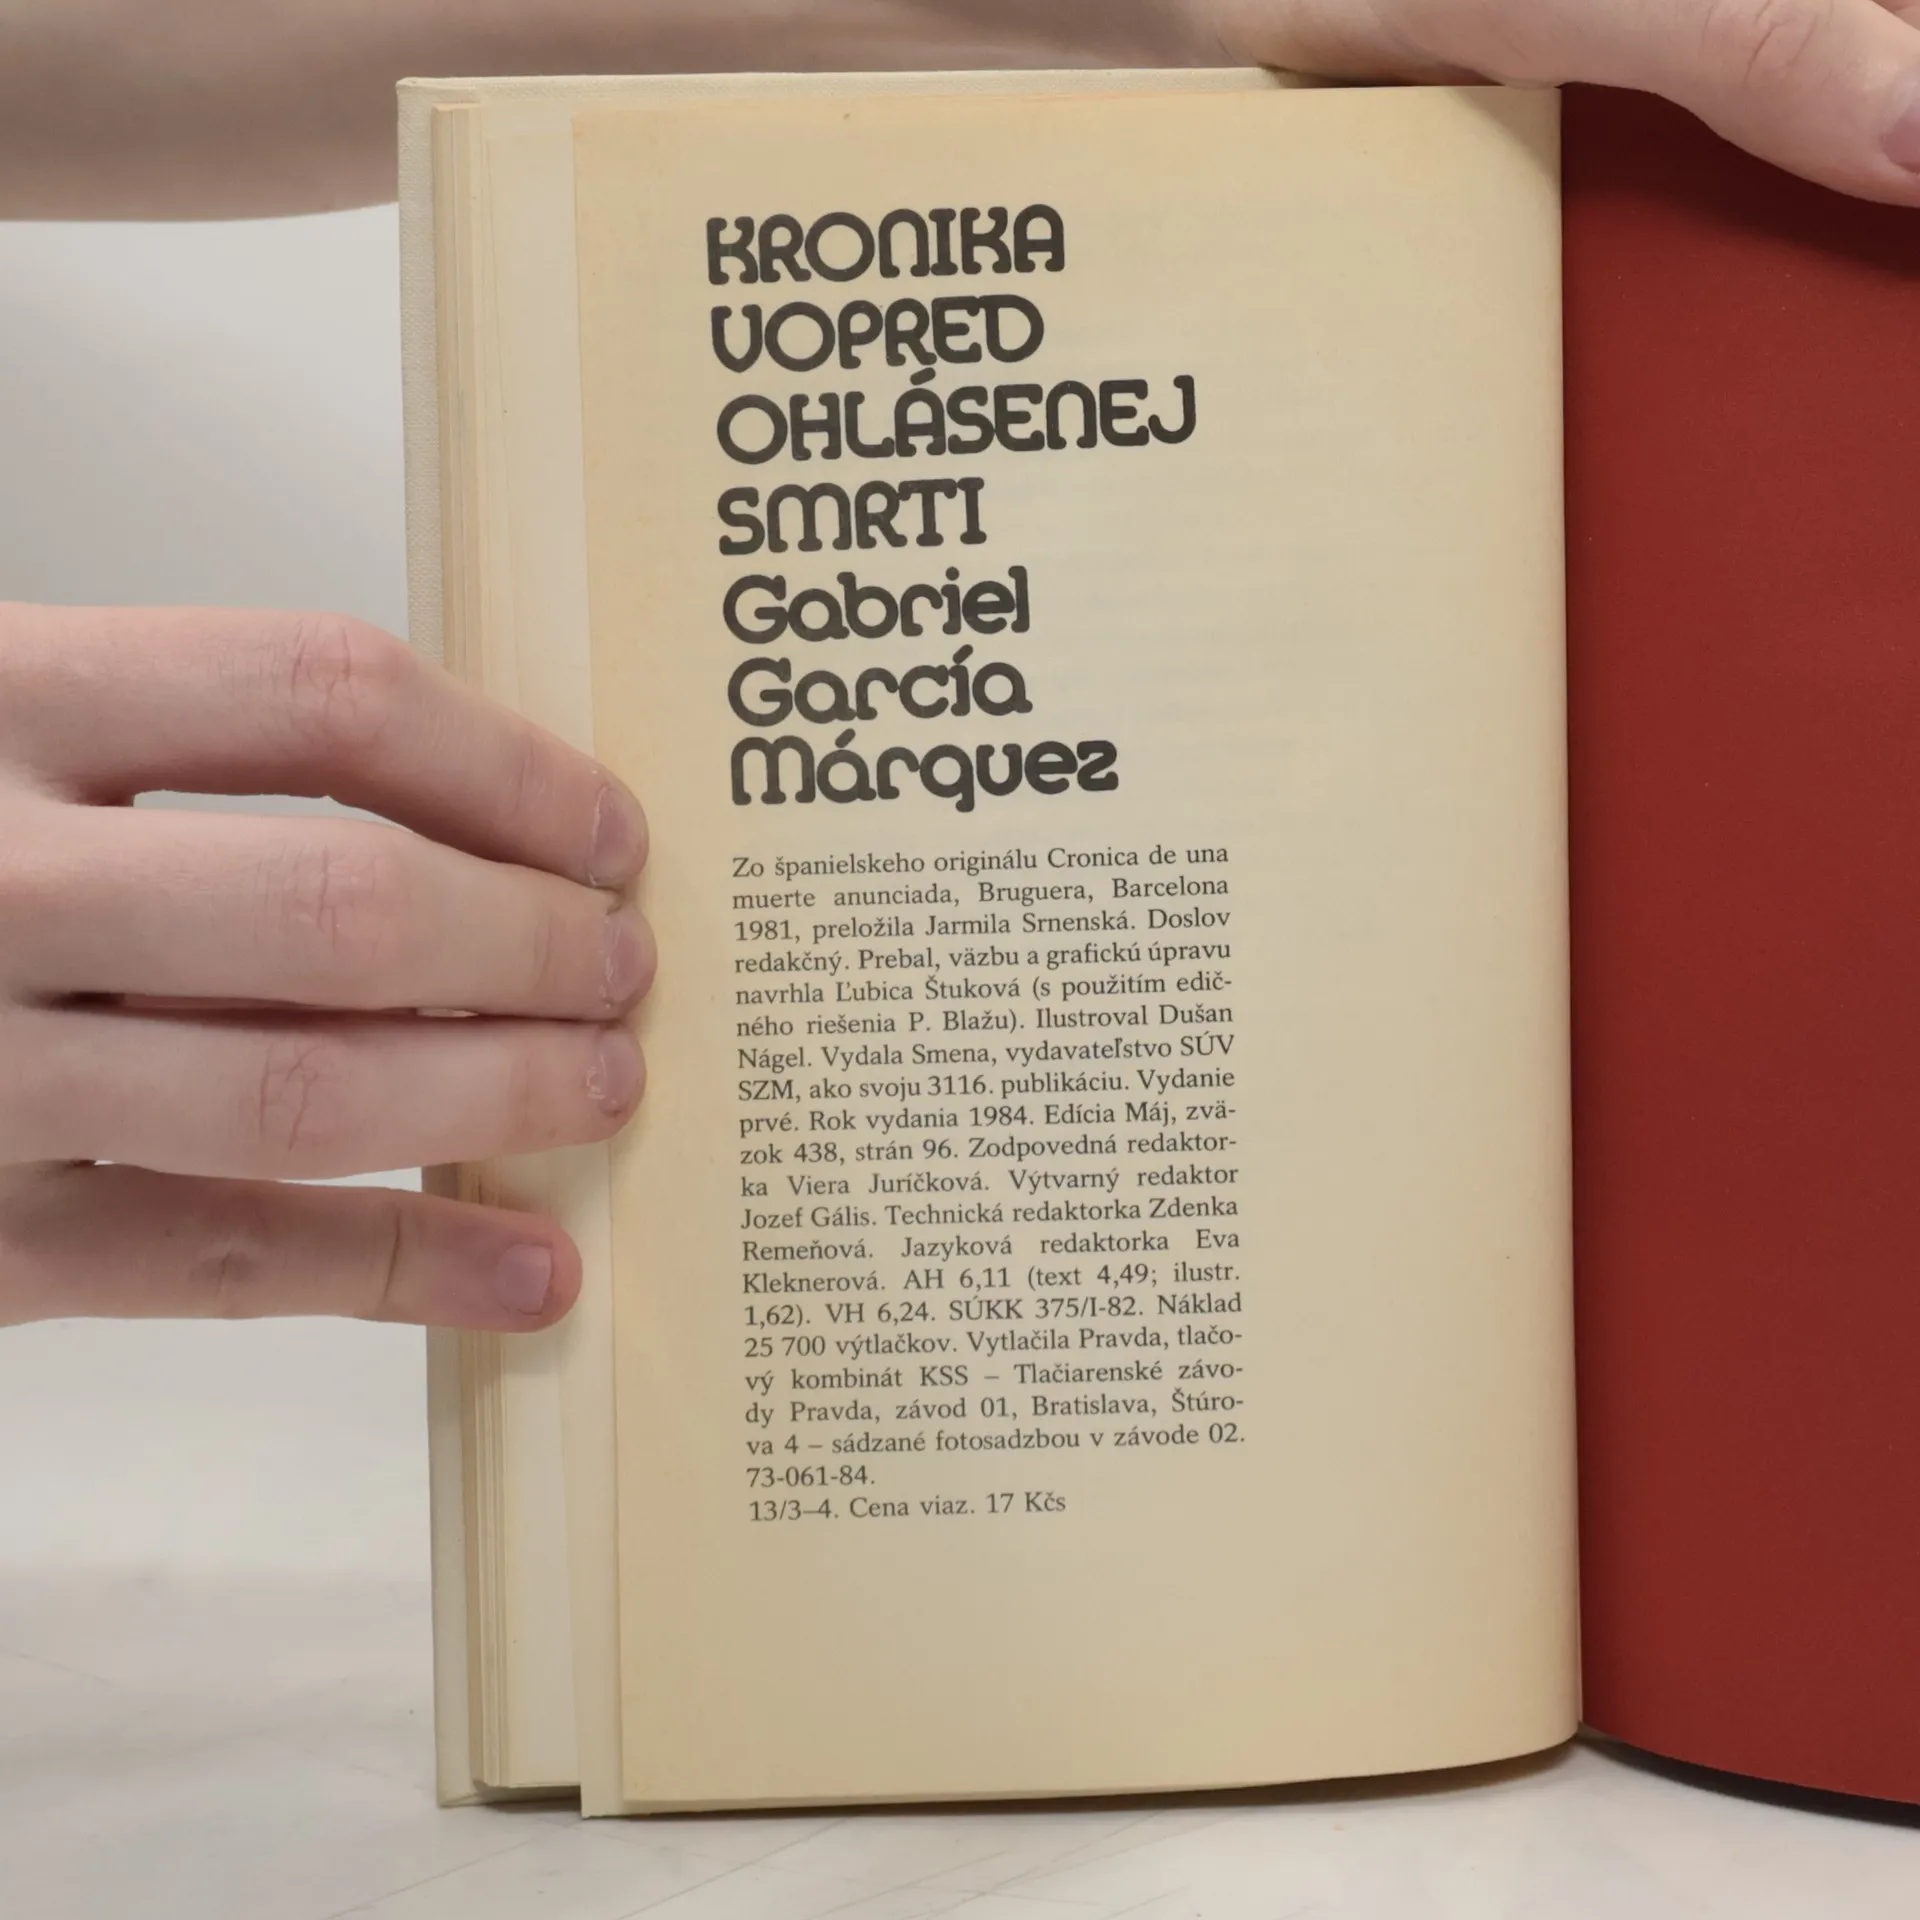 KRONIKA
VOPRED
OHLÁSENEJ
SMRTI
Gabriel
García
Márquez
Zo španielskeho originálu Cronica de una
muerte anunciada, Bruguera, Barcelona
1981, preložila Jarmila Srnenská. Doslov
redakčný. Prebal, väzbu a grafickú úpravu
navrhla Ľubica Štuková (s použitím edič-
ného riešenia P. Blažu). Ilustroval Dušan
Nágel. Vydala Smena, vydavateľstvo SÚV
SZM, ako svoju 3116. publikáciu. Vydanie
prvé. Rok vydania 1984. Edícia Máj, zvä-
zok 438, strán 96. Zodpovedná redaktor-
ka Viera Juríčková. Výtvarný redaktor
Jozef Gális. Technická redaktorka Zdenka
Remeňová. Jazyková redaktorka Eva
Kleknerová. AH 6,11 (text 4,49; ilustr.
1,62). VH 6,24. SÚKK 375/I-82. Náklad
25 700 výtlačkov. Vytlačila Pravda, tlačo-
vý kombinát KSS – Tlačiarenské závo-
dy Pravda, závod 01, Bratislava, Štúro-
va 4 – sádzané fotosadzbou v závode 02.
73-061-84.
13/3–4. Cena viaz. 17 Kčs